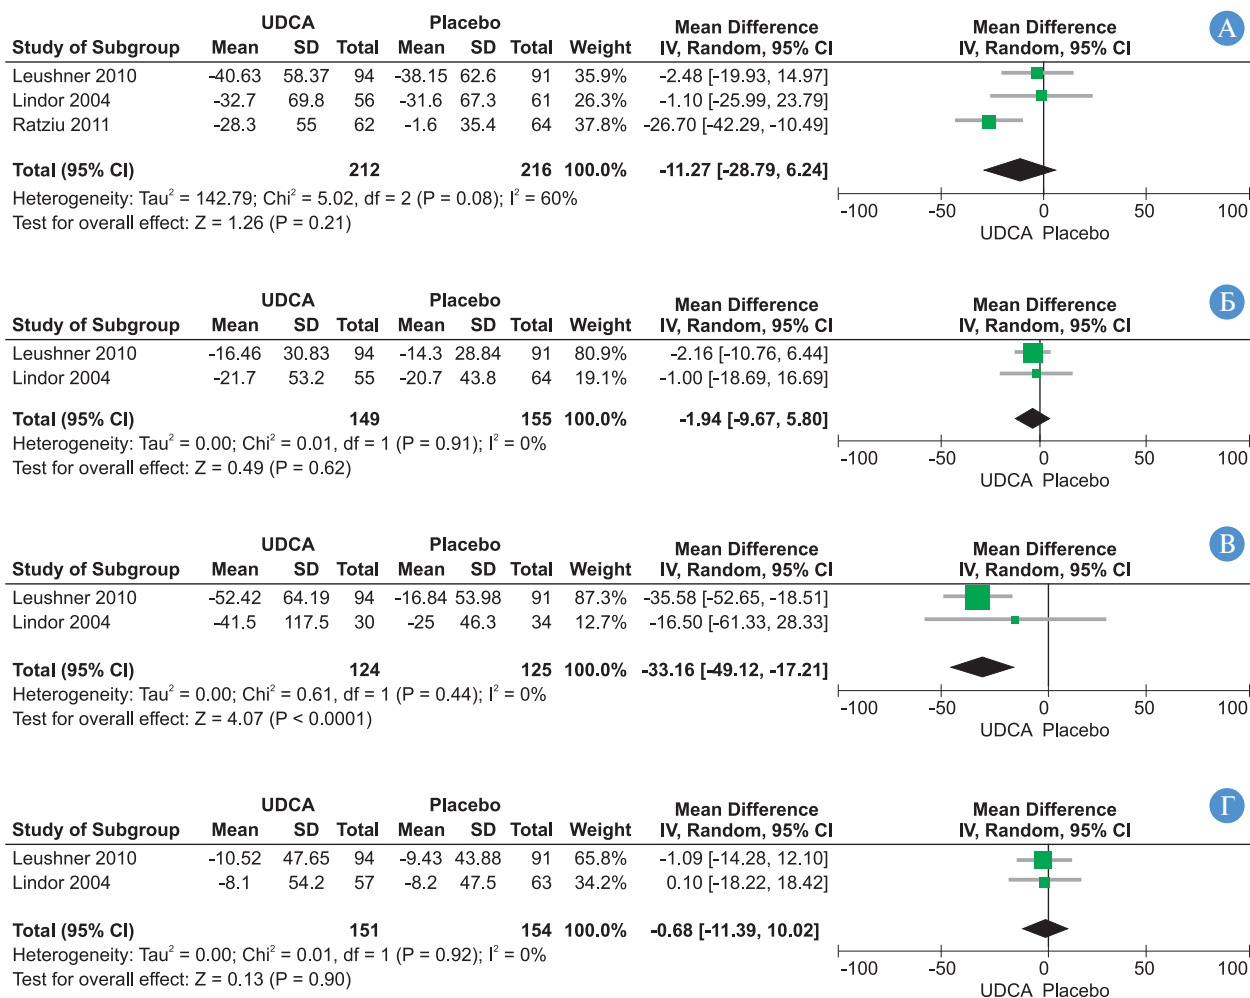 UDCA Placebo Mean Difference Mean Difference А
Study of Subgroup Mean SD Total Mean SD Total Weight IV, Random, 95% CI IV, Random, 95% CI
Leushner 2010 -40.63 58.37 94 -38.15 62.6 91 35.9% -2.48 [-19.93, 14.97]
Lindor 2004 -32.7 69.8 56 -31.6 67.3 61 26.3% -1.10 [-25.99, 23.79]
Ratziu 2011 -28.3 55 62 -1.6 35.4 64 37.8% -26.70 [-42.29, -10.49]
Total (95% CI) 212 216 100.0% -11.27 [-28.79, 6.24]
Heterogeneity: Tau² = 142.79; Chi² = 5.02, df = 2 (P = 0.08); I² = 60%
Test for overall effect: Z = 1.26 (P = 0.21)
-100 -50 0 50 100
UDCA Placebo
UDCA Placebo Mean Difference Mean Difference Б
Study of Subgroup Mean SD Total Mean SD Total Weight IV, Random, 95% CI IV, Random, 95% CI
Leushner 2010 -16.46 30.83 94 -14.3 28.84 91 80.9% -2.16 [-10.76, 6.44]
Lindor 2004 -21.7 53.2 55 -20.7 43.8 64 19.1% -1.00 [-18.69, 16.69]
Total (95% CI) 149 155 100.0% -1.94 [-9.67, 5.80]
Heterogeneity: Tau² = 0.00; Chi² = 0.01, df = 1 (P = 0.91); I² = 0%
Test for overall effect: Z = 0.49 (P = 0.62)
-100 -50 0 50 100
UDCA Placebo
UDCA Placebo Mean Difference Mean Difference В
Study of Subgroup Mean SD Total Mean SD Total Weight IV, Random, 95% CI IV, Random, 95% CI
Leushner 2010 -52.42 64.19 94 -16.84 53.98 91 87.3% -35.58 [-52.65, -18.51]
Lindor 2004 -41.5 117.5 30 -25 46.3 34 12.7% -16.50 [-61.33, 28.33]
Total (95% CI) 124 125 100.0% -33.16 [-49.12, -17.21]
Heterogeneity: Tau² = 0.00; Chi² = 0.61, df = 1 (P = 0.44); I² = 0%
Test for overall effect: Z = 4.07 (P < 0.0001)
-100 -50 0 50 100
UDCA Placebo
UDCA Placebo Mean Difference Mean Difference Г
Study of Subgroup Mean SD Total Mean SD Total Weight IV, Random, 95% CI IV, Random, 95% CI
Leushner 2010 -10.52 47.65 94 -9.43 43.88 91 65.8% -1.09 [-14.28, 12.10]
Lindor 2004 -8.1 54.2 57 -8.2 47.5 63 34.2% 0.10 [-18.22, 18.42]
Total (95% CI) 151 154 100.0% -0.68 [-11.39, 10.02]
Heterogeneity: Tau² = 0.00; Chi² = 0.01, df = 1 (P = 0.92); I² = 0%
Test for overall effect: Z = 0.13 (P = 0.90)
-100 -50 0 50 100
UDCA Placebo